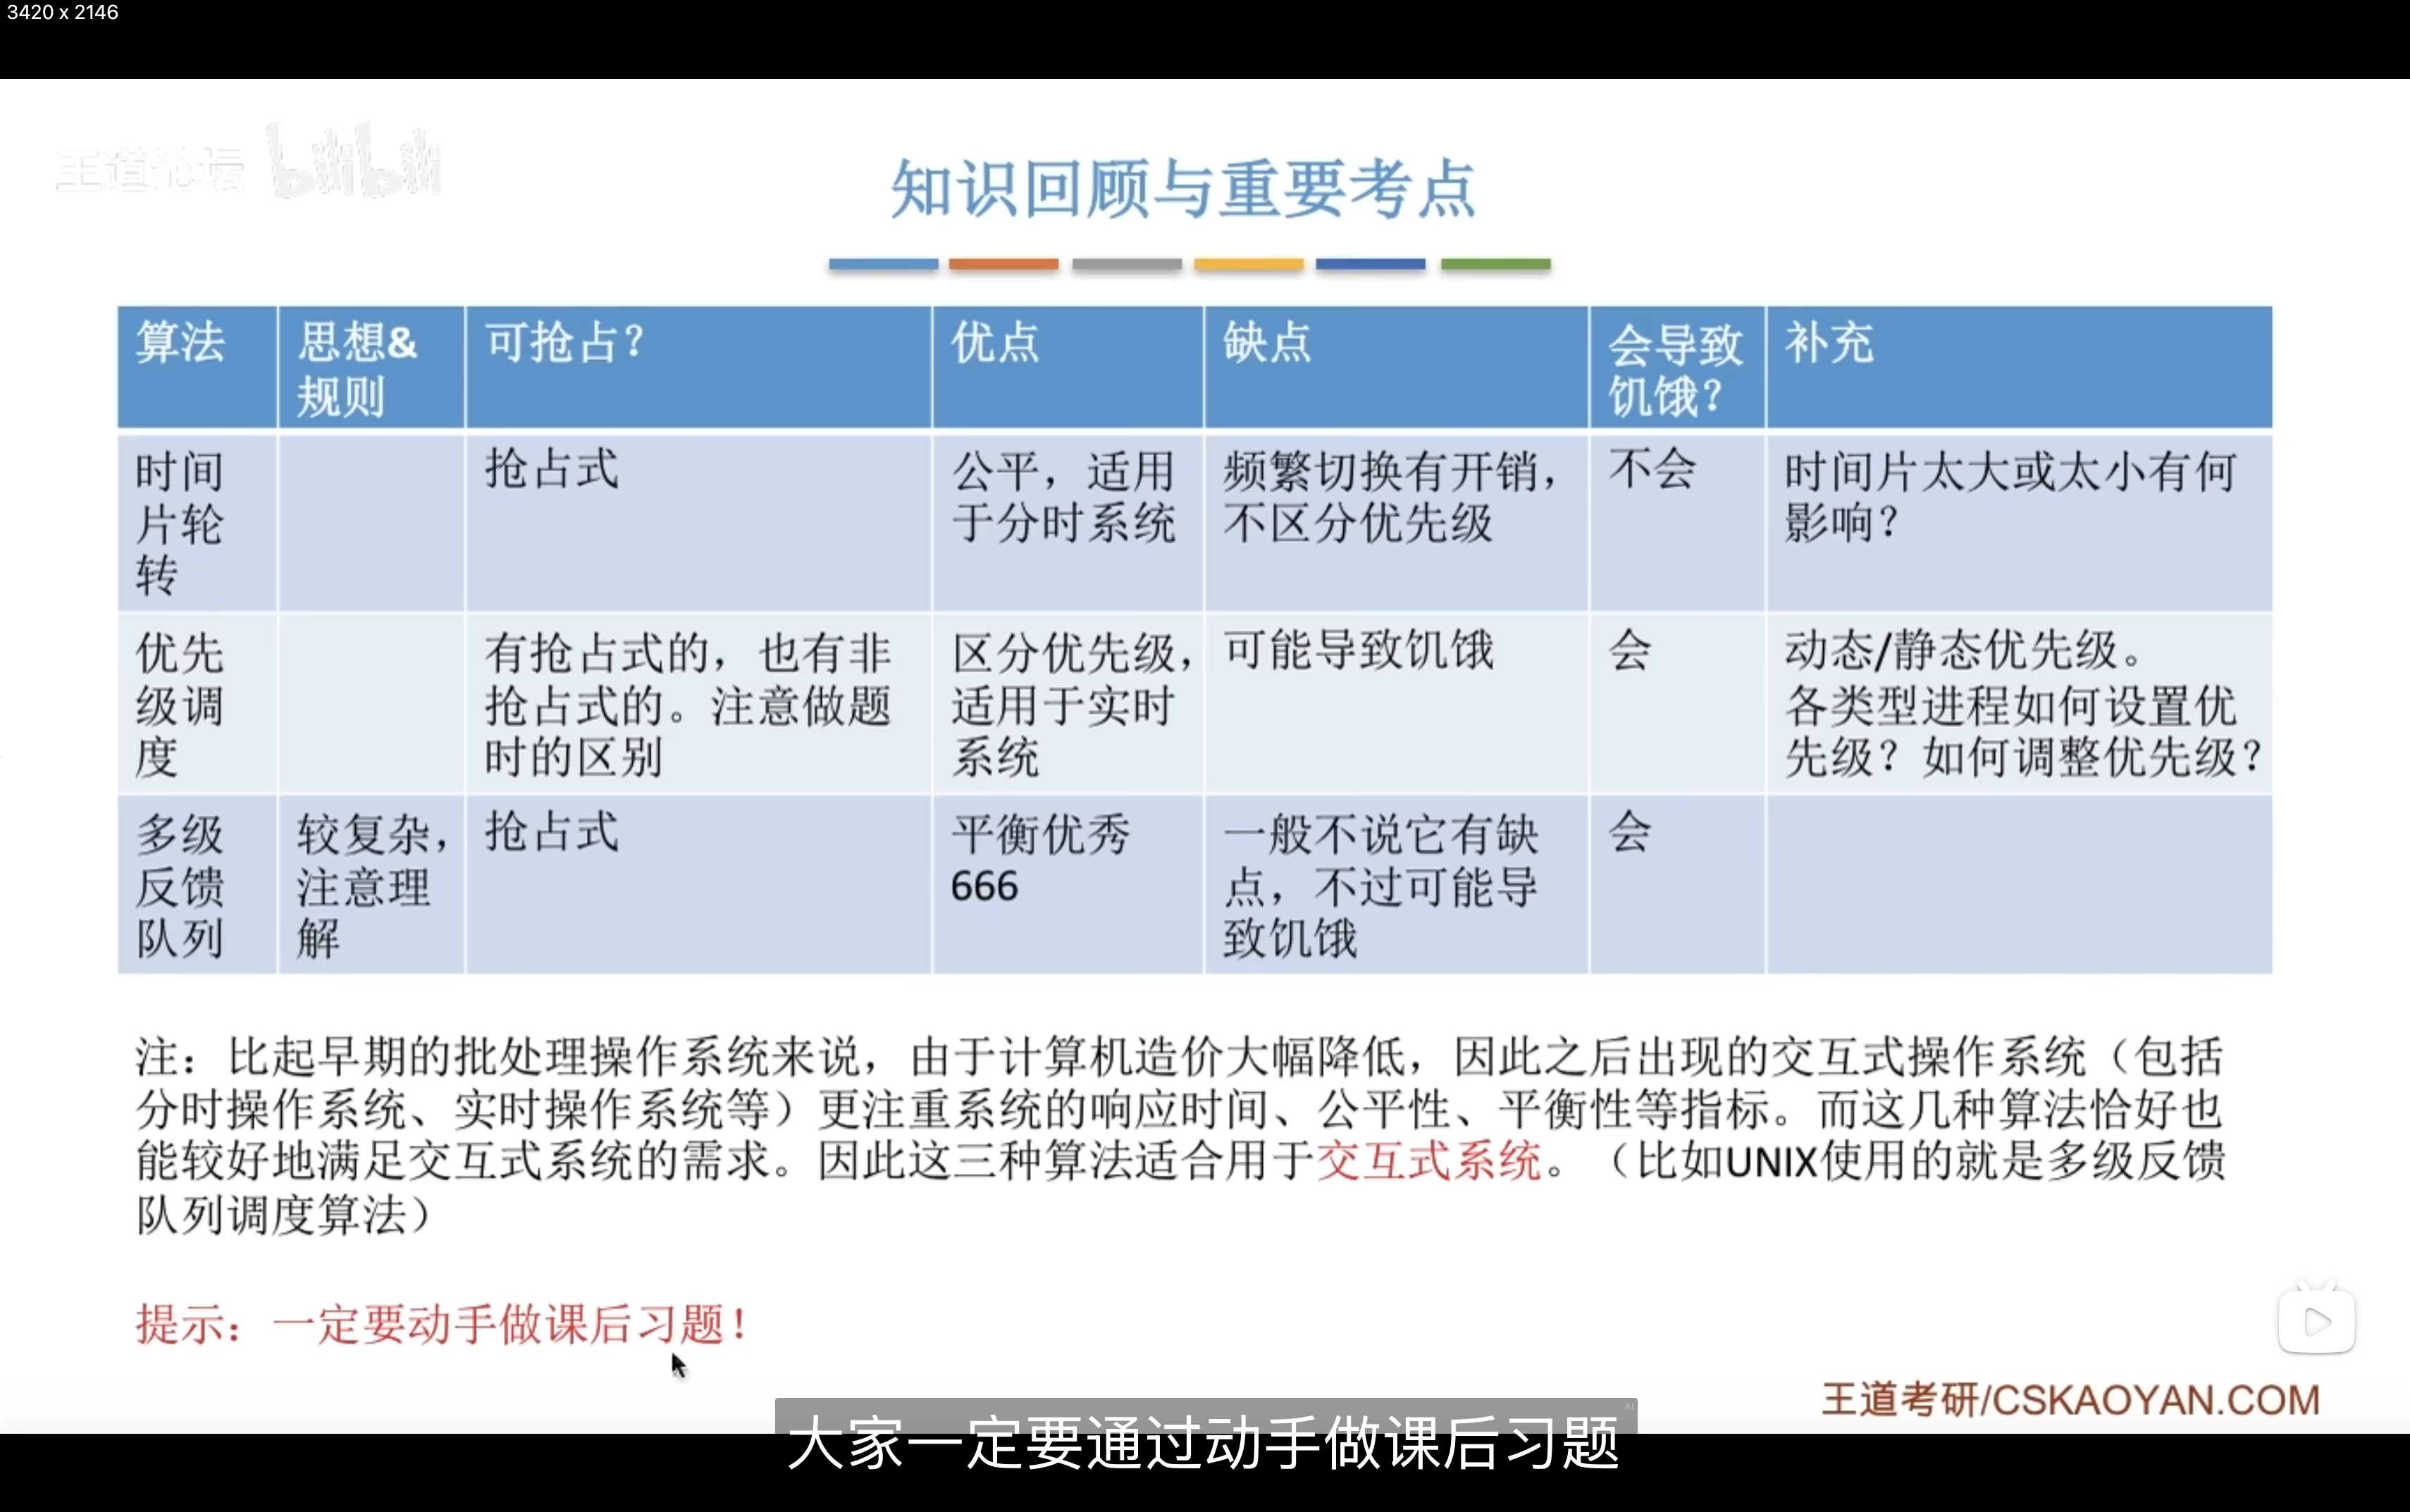 3420 x 2146
王道论坛 bilibili
知识回顾与重要考点
算法 思想& 可抢占? 优点 缺点 会导致 补充
规则 饥饿?
时间 抢占式 公平，适用 频繁切换有开销， 不会 时间片太大或太小有何
片轮 于分时系统 不区分优先级 影响?
转
优先 有抢占式的，也有非 区分优先级， 可能导致饥饿 会 动态/静态优先级。
级调 抢占式的。注意做题 适用于实时 各类型进程如何设置优
度 时的区别 系统 先级? 如何调整优先级?
多级 较复杂， 抢占式 平衡优秀 一般不说它有缺 会
反馈 注意理 666 点，不过可能导
队列 解 致饥饿
注：比起早期的批处理操作系统来说，由于计算机造价大幅降低，因此之后出现的交互式操作系统（包括
分时操作系统、实时操作系统等）更注重系统的响应时间、公平性、平衡性等指标。而这几种算法恰好也
能较好地满足交互式系统的需求。因此这三种算法适合用于交互式系统。（比如UNIX使用的就是多级反馈
队列调度算法）
提示：一定要动手做课后习题！
王道考研/CSKAOYAN.COM
AI
大家一定要通过动手做课后习题